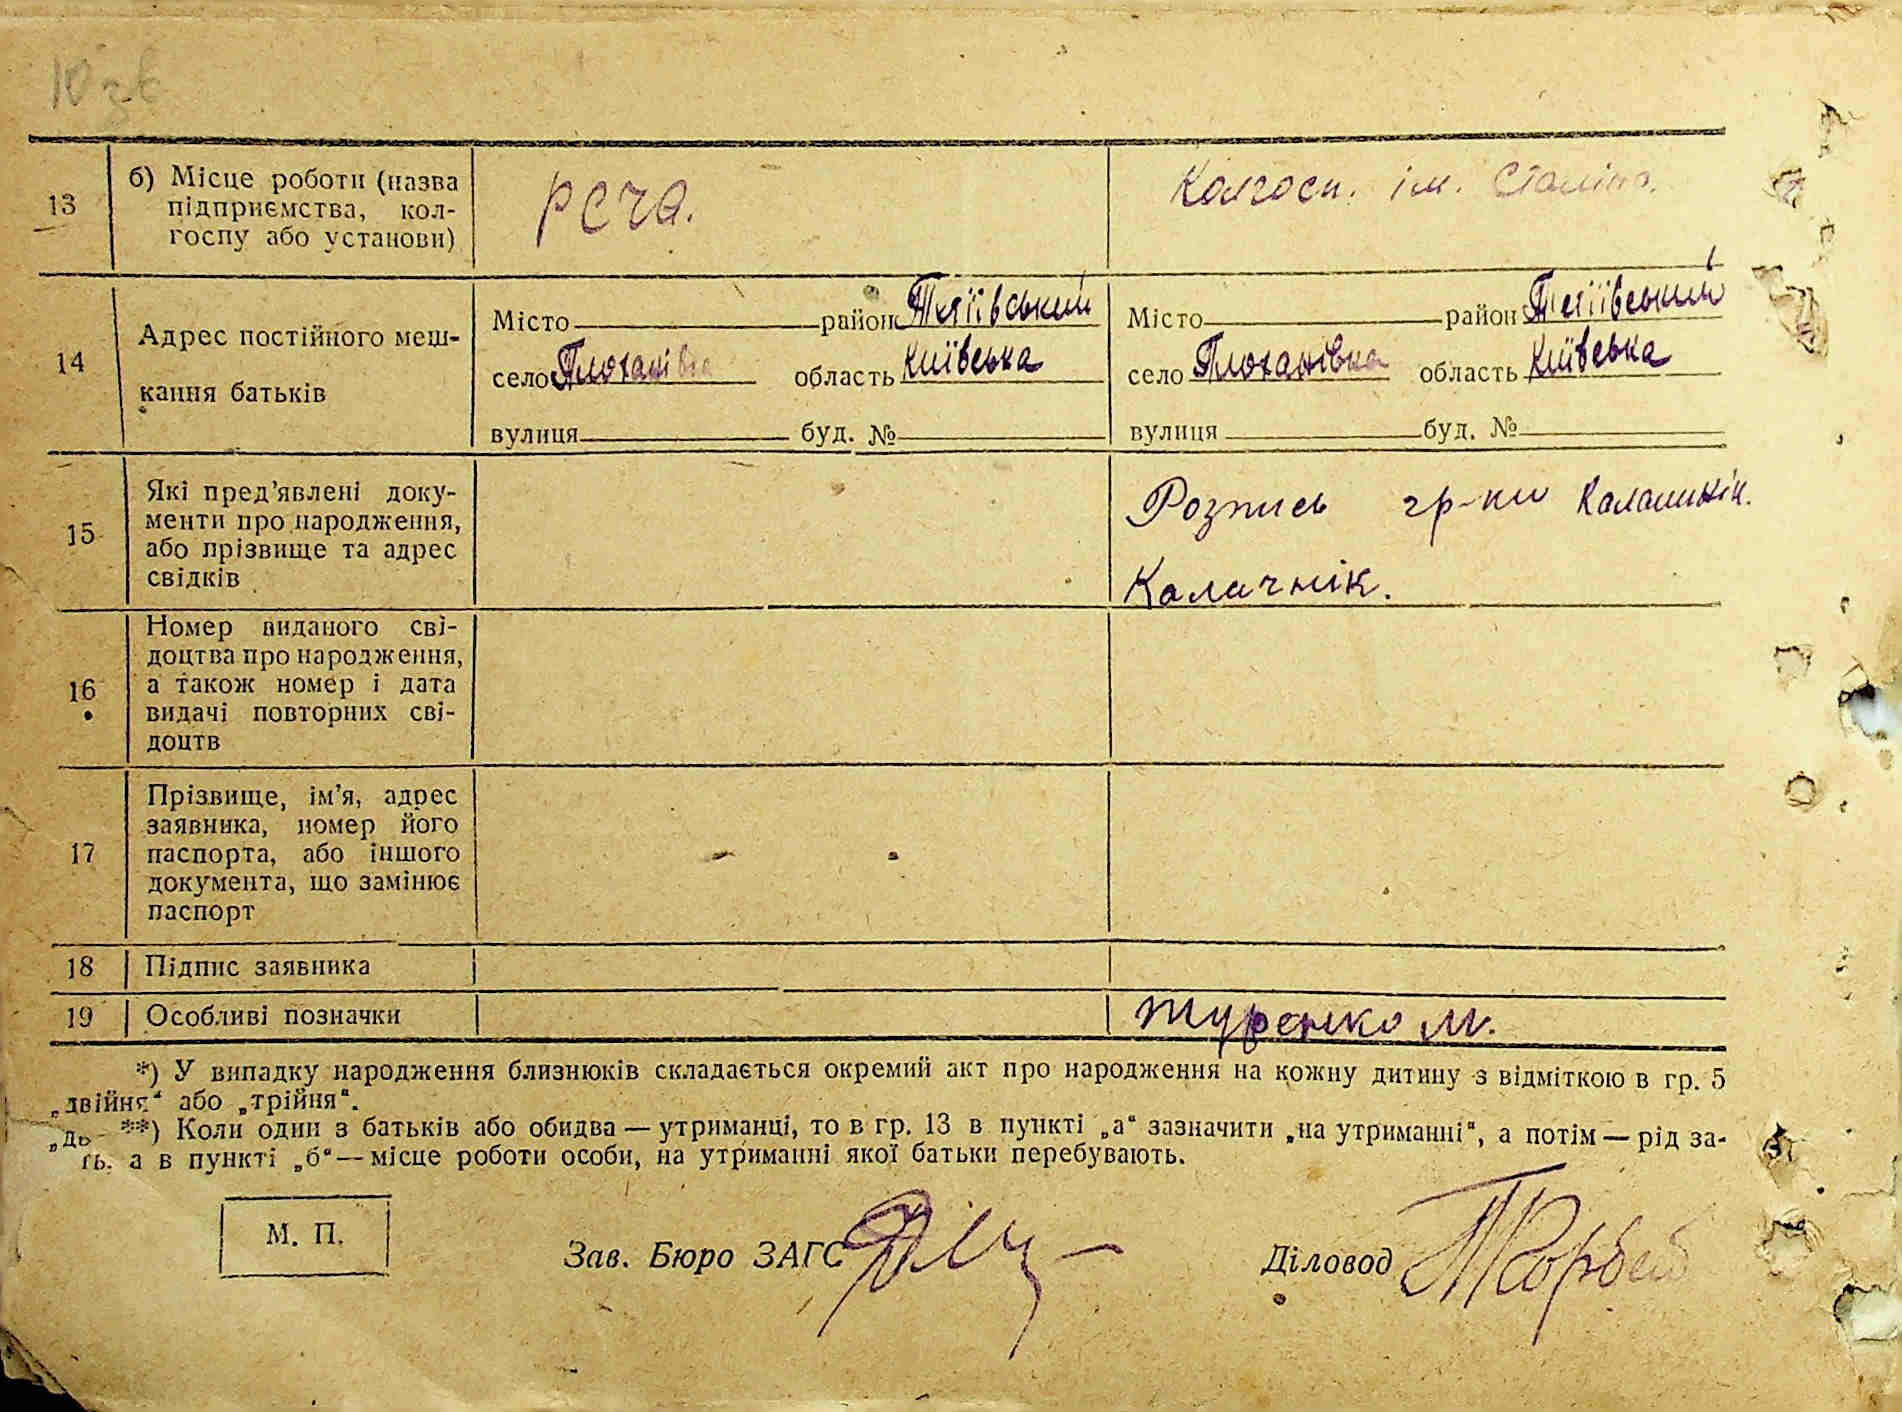 10 зв
13
б) Місце роботи (назва
підприємства, кол-
госпу або установи)
РСЧА.
Колгосп. ім. Сталіна.
14
Адрес постійного меш-
кання батьків
Місто район Тетіївський
село Плоханівка область Київська
вулиця буд. №
Місто район Тетіївський
село Плоханівка область Київська
вулиця буд. №
15
Які пред'явлені доку-
менти про народження,
або прізвище та адрес
свідків
Розпись гр-ки
Калачнік.
16
Номер виданого сві-
доцтва про народження,
а також номер і дата
видачі повторних сві-
доцтв
17
Прізвище, ім'я, адрес
заявника, номер його
паспорта, або іншого
документа, що замінює
паспорт
18 Підпис заявника
19 Особливі позначки
Туренко М.
*) У випадку народження близнюків складається окремий акт про народження на кожну дитину з відміткою в гр. 5
„двійня“ або „трійня“.
**) Коли один з батьків або обидва — утриманці, то в гр. 13 в пункті „а“ зазначити „на утриманні“, а потім — рід за-
а в пункті „б“ — місце роботи особи, на утриманні якої батьки перебувають.
М. П.
Зав. Бюро ЗАГС
Діловод